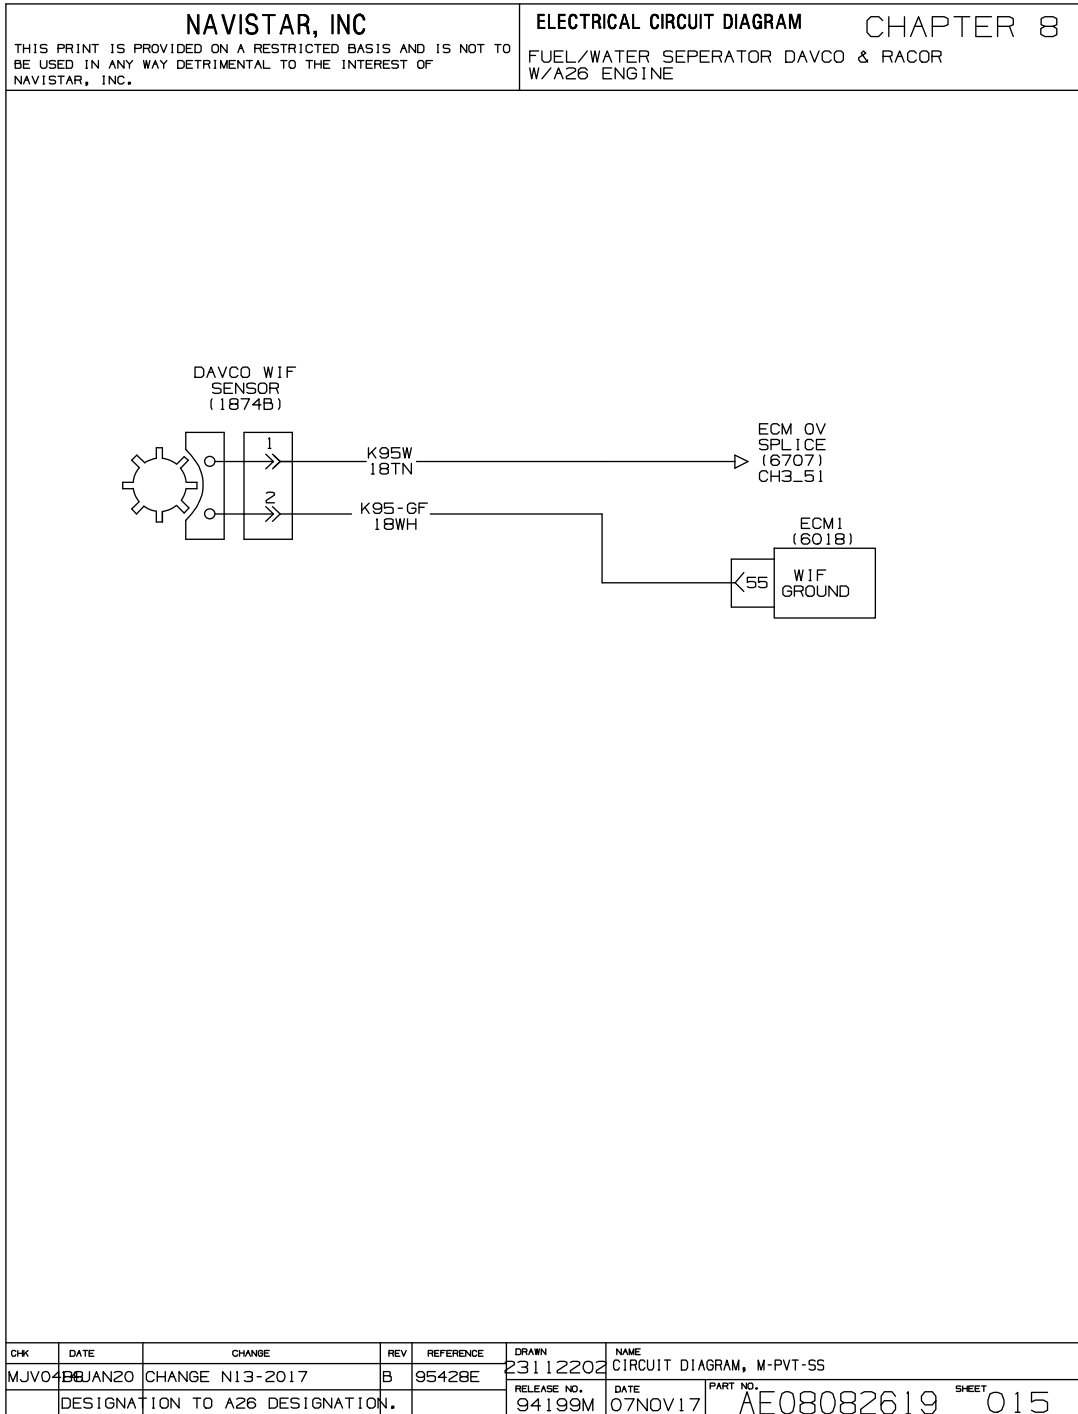 NAVISTAR, INC
THIS PRINT IS PROVIDED ON A RESTRICTED BASIS AND IS NOT TO
BE USED IN ANY WAY DETRIMENTAL TO THE INTEREST OF
NAVISTAR, INC.
ELECTRICAL CIRCUIT DIAGRAM
CHAPTER 8
FUEL/WATER SEPERATOR DAVCO & RACOR
W/A26 ENGINE
DAVCO WIF
SENSOR
(1874B)
1
K95W
18TN
ECM 0V
SPLICE
(6707)
CH3_51
2
K95-GF
18WH
ECM1
(6018)
55
WIF
GROUND
CHK DATE CHANGE REV REFERENCE
CHANGE N13-2017 B 95428E
DESIGNATION TO A26 DESIGNATION.
DRAWN
23112202
NAME
CIRCUIT DIAGRAM, M-PVT-SS
RELEASE NO.
94199M
DATE
07NOV17
PART NO.
AE08082619
SHEET
015